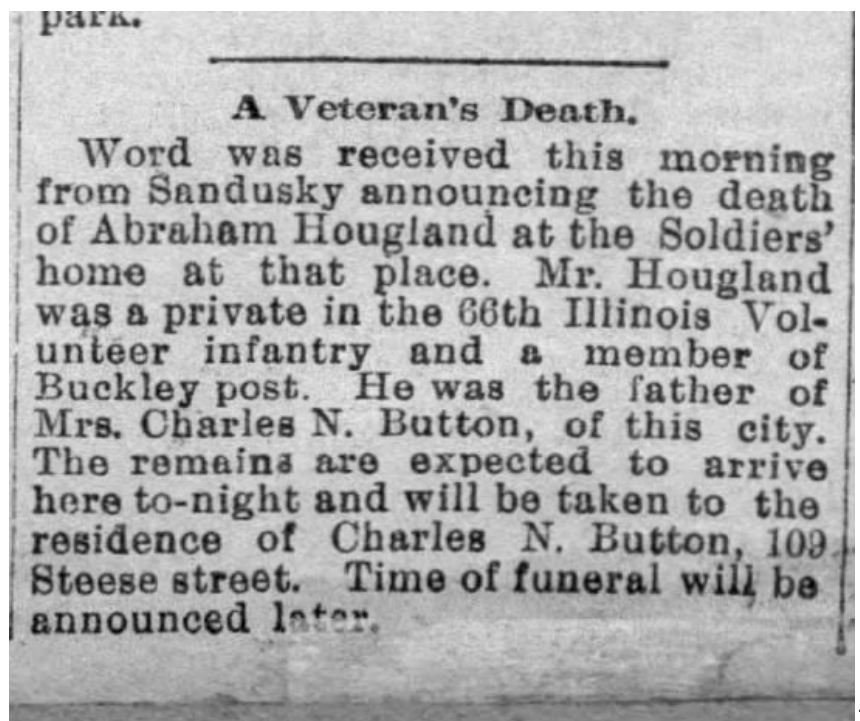 park.
A Veteran's Death.
Word was received this morning
from Sandusky announcing the death
of Abraham Hougland at the Soldiers'
home at that place. Mr. Hougland
was a private in the 66th Illinois Vol-
unteer infantry and a member of
Buckley post. He was the father of
Mrs. Charles N. Button, of this city.
The remains are expected to arrive
here to-night and will be taken to the
residence of Charles N. Button, 109
Steese street. Time of funeral will be
announced later.